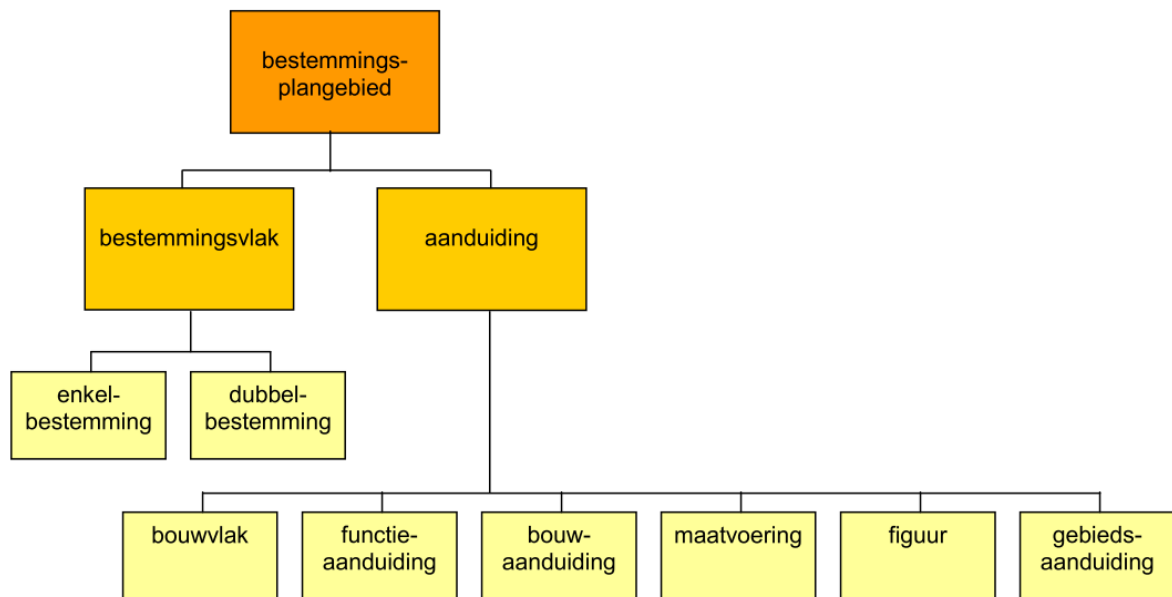 bestemmings-
plangebied
bestemmingsvlak
aanduiding
enkel-
bestemming
dubbel-
bestemming
bouwvlak
functie-
aanduiding
bouw-
aanduiding
maatvoering
figuur
gebieds-
aanduiding